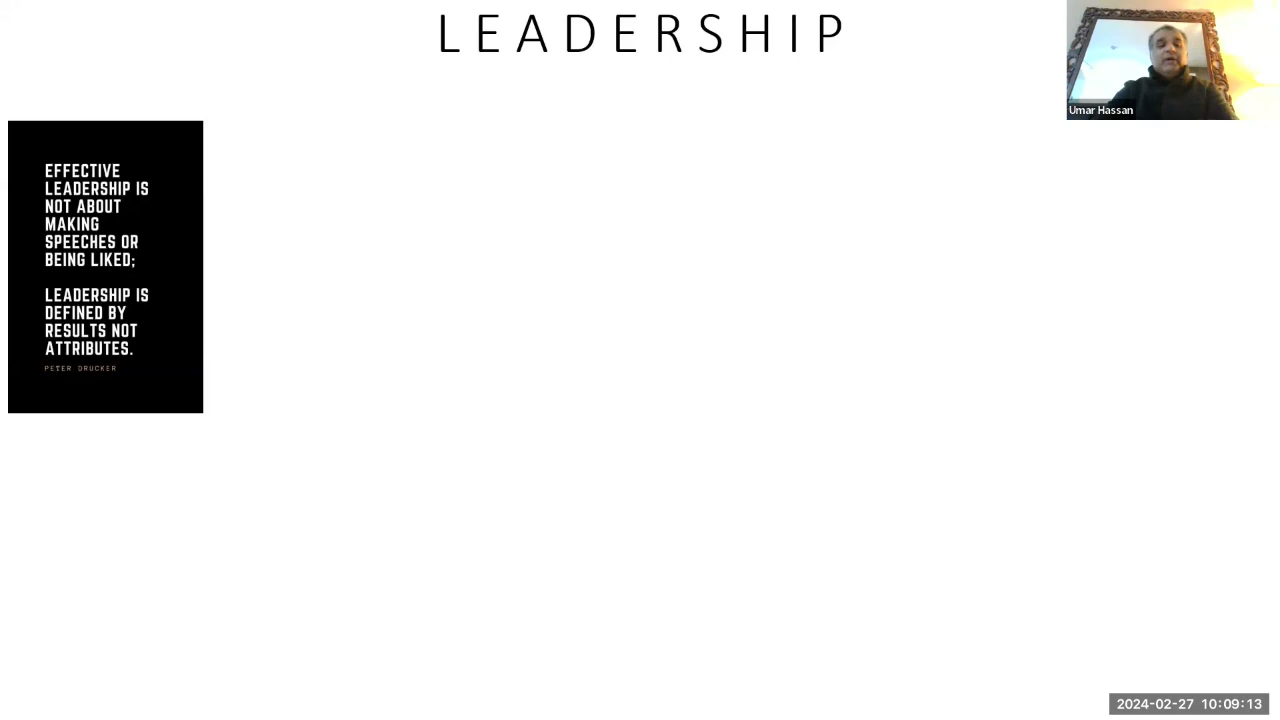 LEADERSHIP
Umar Hassan
EFFECTIVE
LEADERSHIP IS
NOT ABOUT
MAKING
SPEECHES OR
BEING LIKED;
LEADERSHIP IS
DEFINED BY
RESULTS NOT
ATTRIBUTES.
PETER DRUCKER
2024-02-27 10:09:13